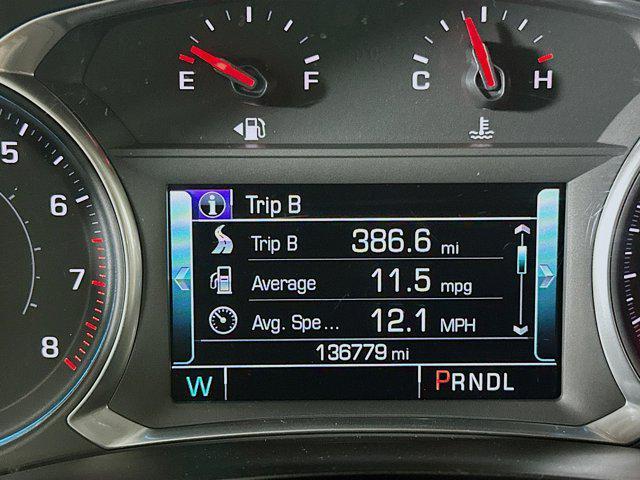 E F
C H
5
6
7
8
i Trip B
Trip B 386.6 mi
Average 11.5 mpg
Avg. Spe... 12.1 MPH
136779 mi
W PRNDL